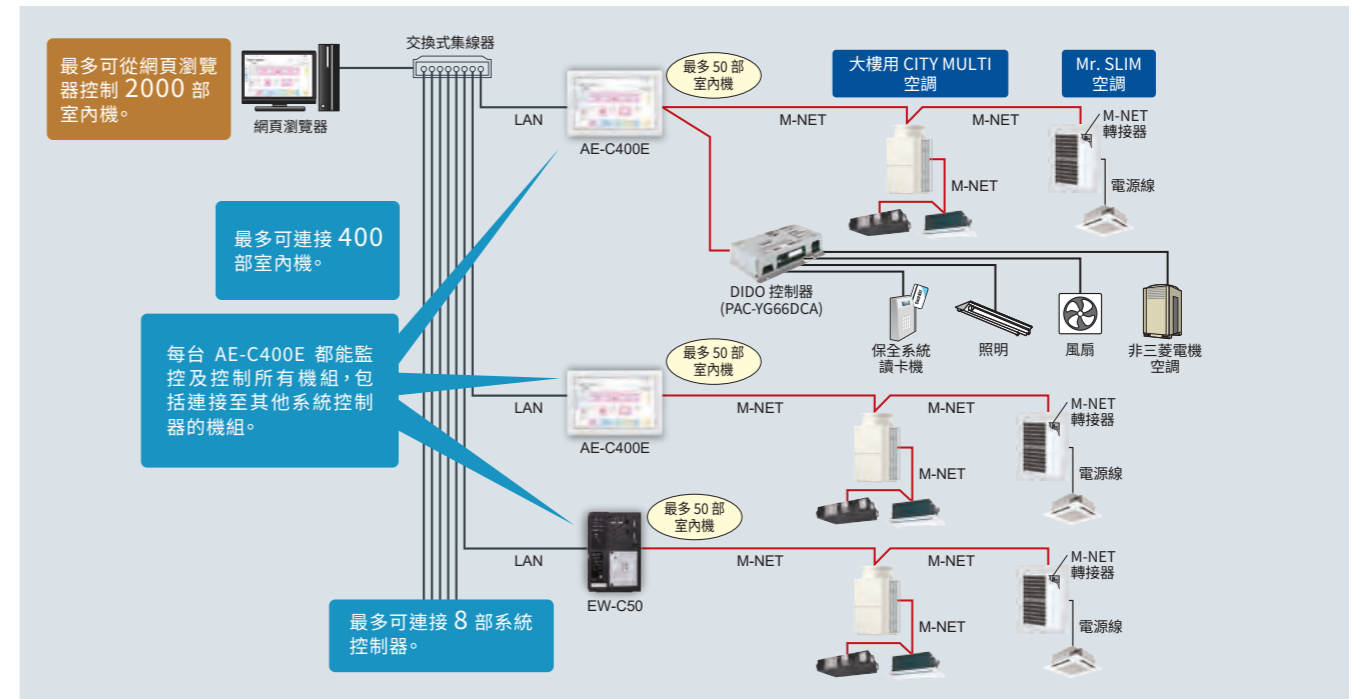 最多可從網頁瀏覽
器控制 2000 部
室內機。
網頁瀏覽器
交換式集線器
LAN
AE-C400E
最多 50 部
室內機
M-NET
大樓用 CITY MULTI
空調
M-NET
Mr. SLIM
空調
M-NET
轉接器
M-NET
電源線
最多可連接 400
部室內機。
DIDO 控制器
(PAC-YG66DCA)
保全系統
讀卡機
照明
風扇
非三菱電機
空調
每台 AE-C400E 都能監
控及控制所有機組,包
括連接至其他系統控制
器的機組。
LAN
AE-C400E
最多 50 部
室內機
M-NET
M-NET
M-NET
轉接器
M-NET
電源線
LAN
EW-C50
最多 50 部
室內機
M-NET
M-NET
M-NET
轉接器
M-NET
電源線
最多可連接 8 部系統
控制器。